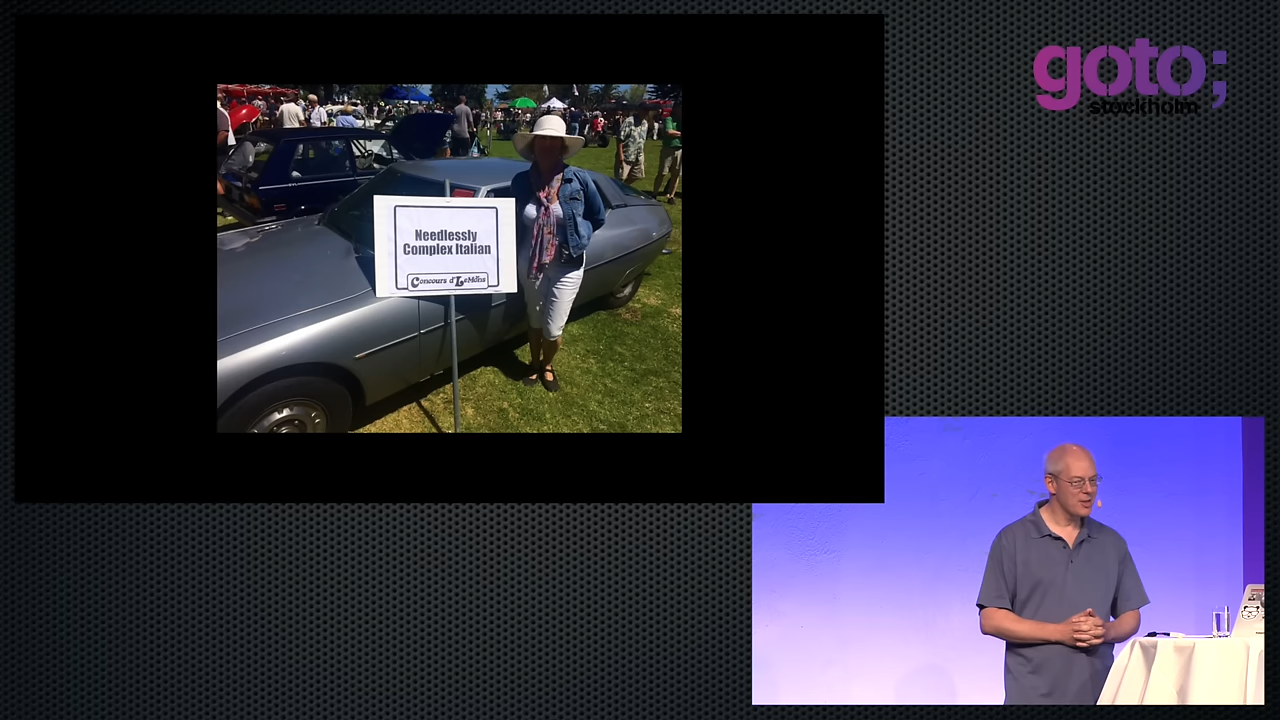 goto;
stockholm
Needlessly
Complex Italian
Concours d'LeMons